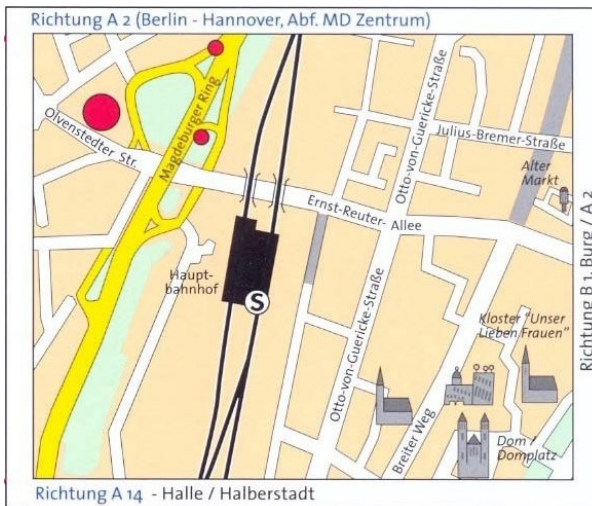 Richtung A 2 (Berlin - Hannover, Abf. MD Zentrum)
Magdeburger Ring
Olvenstedter Str.
Otto-von-Guericke-Straße
Julius-Bremer-Straße
Alter
Markt
Ernst-Reuter-Allee
Haupt-
bahnhof
S
Otto-von-Guericke-Straße
Kloster "Unser
Lieben Frauen"
Breiter Weg
Dom /
Domplatz
Richtung B 1, Burg / A 2
Richtung A 14 - Halle / Halberstadt